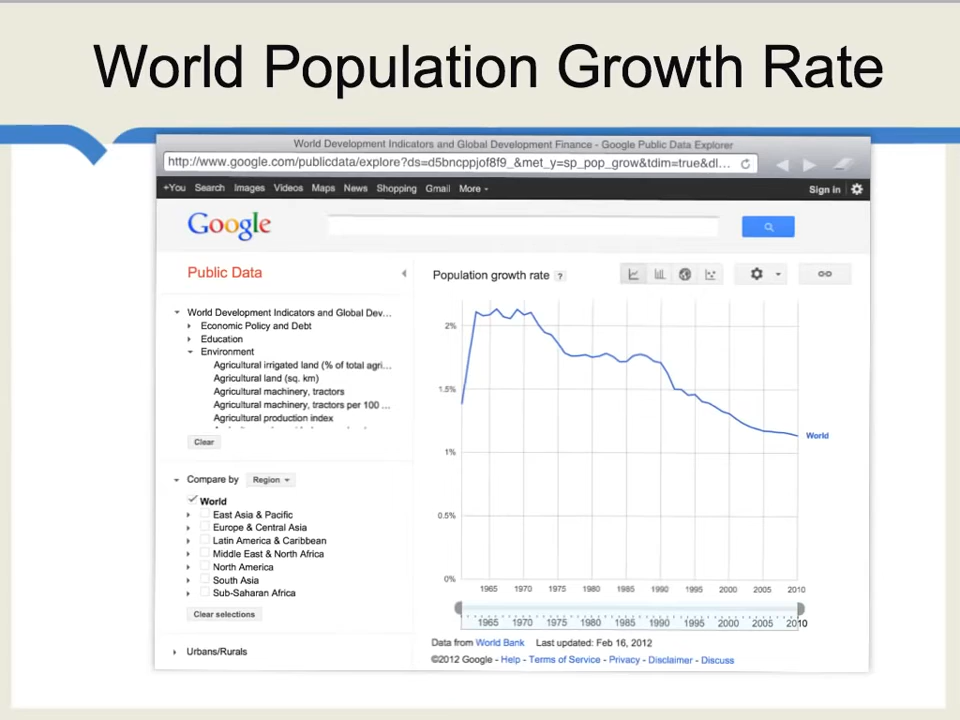 World Population Growth Rate
World Development Indicators and Global Development Finance - Google Public Data Explorer
http://www.google.com/publicdata/explore?ds=d5bncppjof8f9_&met_y=sp_pop_grow&tdim=true&dl...
+You Search Images Videos Maps News Shopping Gmail More Sign in
Google
Public Data
World Development Indicators and Global Dev...
Economic Policy and Debt
Education
Environment
Agricultural irrigated land (% of total agri...
Agricultural land (sq. km)
Agricultural machinery, tractors
Agricultural machinery, tractors per 100 ...
Agricultural production index
Clear
Compare by Region
World
East Asia & Pacific
Europe & Central Asia
Latin America & Caribbean
Middle East & North Africa
North America
South Asia
Sub-Saharan Africa
Clear selections
Urbans/Rurals
Population growth rate ?
2%
1.5%
1%
0.5%
0%
World
1965 1970 1975 1980 1985 1990 1995 2000 2005 2010
1965 1970 1975 1980 1985 1990 1995 2000 2005 2010
Data from World Bank Last updated: Feb 16, 2012
©2012 Google - Help - Terms of Service - Privacy - Disclaimer - Discuss